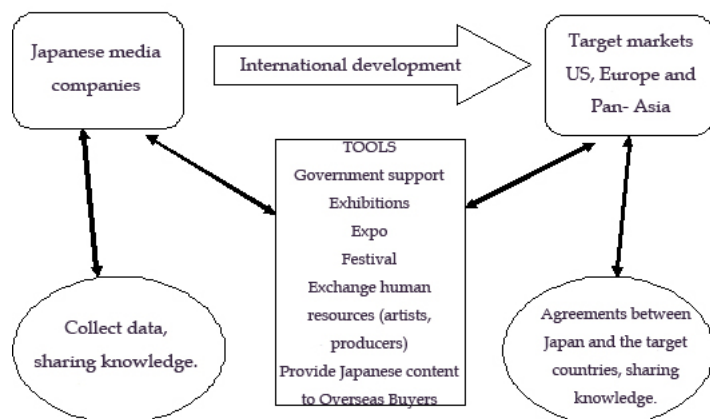 Japanese media
companies
International development
Target markets
US, Europe and
Pan- Asia
TOOLS
Government support
Exhibitions
Expo
Festival
Exchange human
resources (artists,
producers)
Provide Japanese content
to Overseas Buyers
Collect data,
sharing knowledge.
Agreements between
Japan and the target
countries, sharing
knowledge.